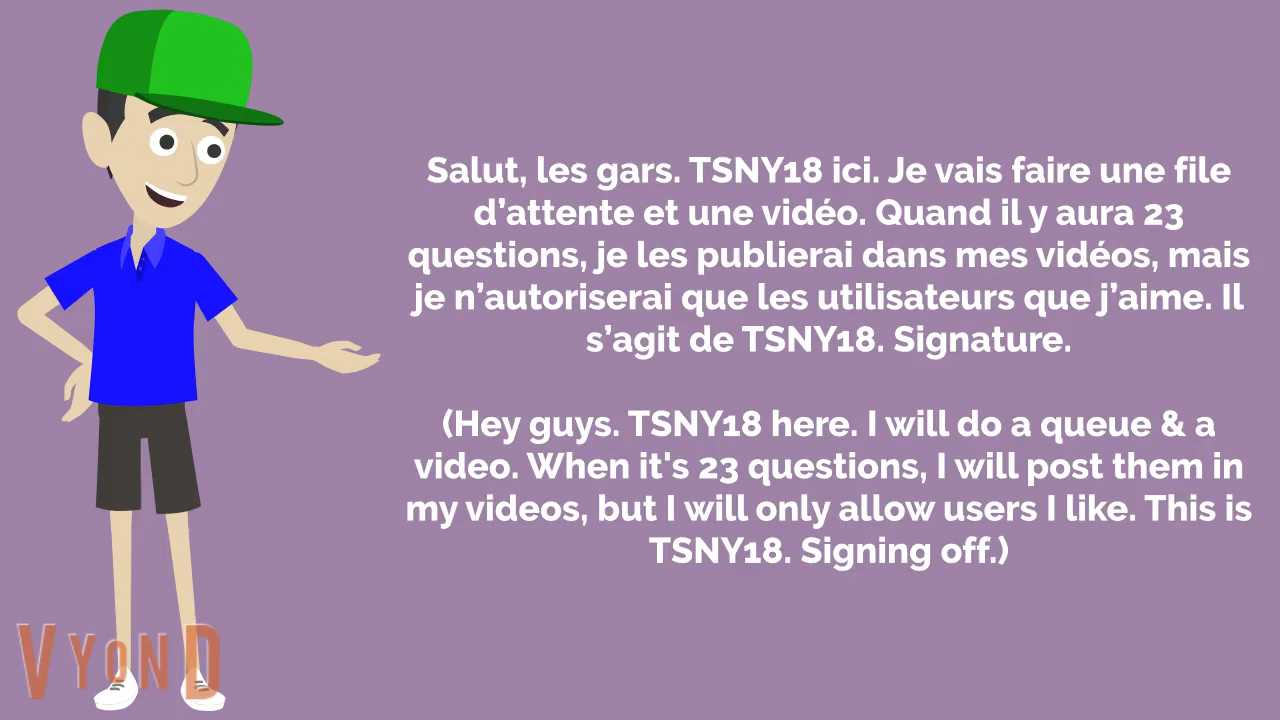 Salut, les gars. TSNY18 ici. Je vais faire une file
d’attente et une vidéo. Quand il y aura 23
questions, je les publierai dans mes vidéos, mais
je n’autoriserai que les utilisateurs que j’aime. Il
s’agit de TSNY18. Signature.
(Hey guys. TSNY18 here. I will do a queue & a
video. When it's 23 questions, I will post them in
my videos, but I will only allow users I like. This is
TSNY18. Signing off.)
VYOND